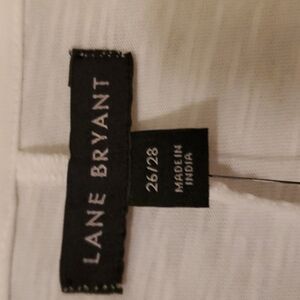 LANE BRYANT
26/28
MADE IN
INDIA